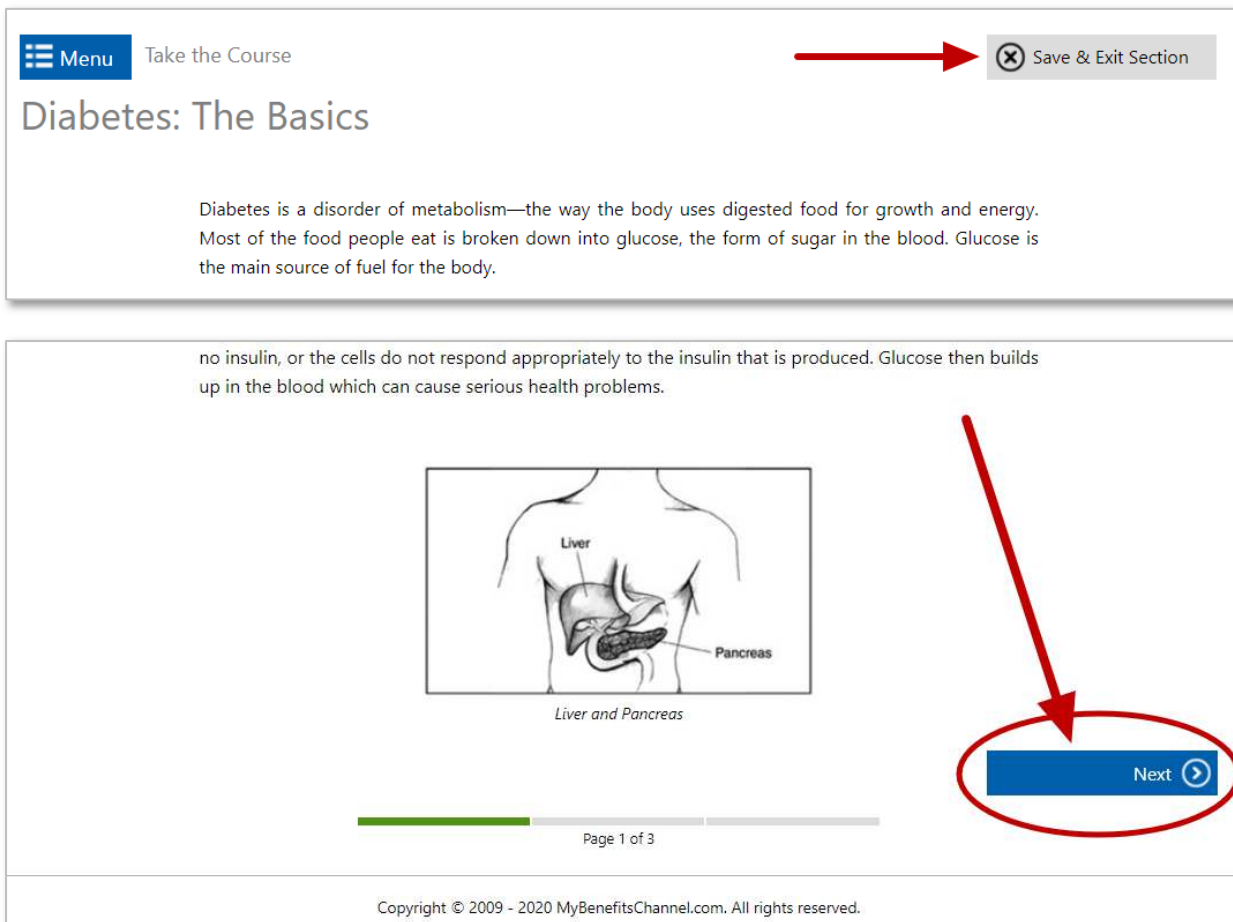 Menu
Take the Course
Save & Exit Section
Diabetes: The Basics
Diabetes is a disorder of metabolism—the way the body uses digested food for growth and energy.
Most of the food people eat is broken down into glucose, the form of sugar in the blood. Glucose is
the main source of fuel for the body.
no insulin, or the cells do not respond appropriately to the insulin that is produced. Glucose then builds
up in the blood which can cause serious health problems.
Liver
Pancreas
Liver and Pancreas
Next
Page 1 of 3
Copyright © 2009 - 2020 MyBenefitsChannel.com. All rights reserved.